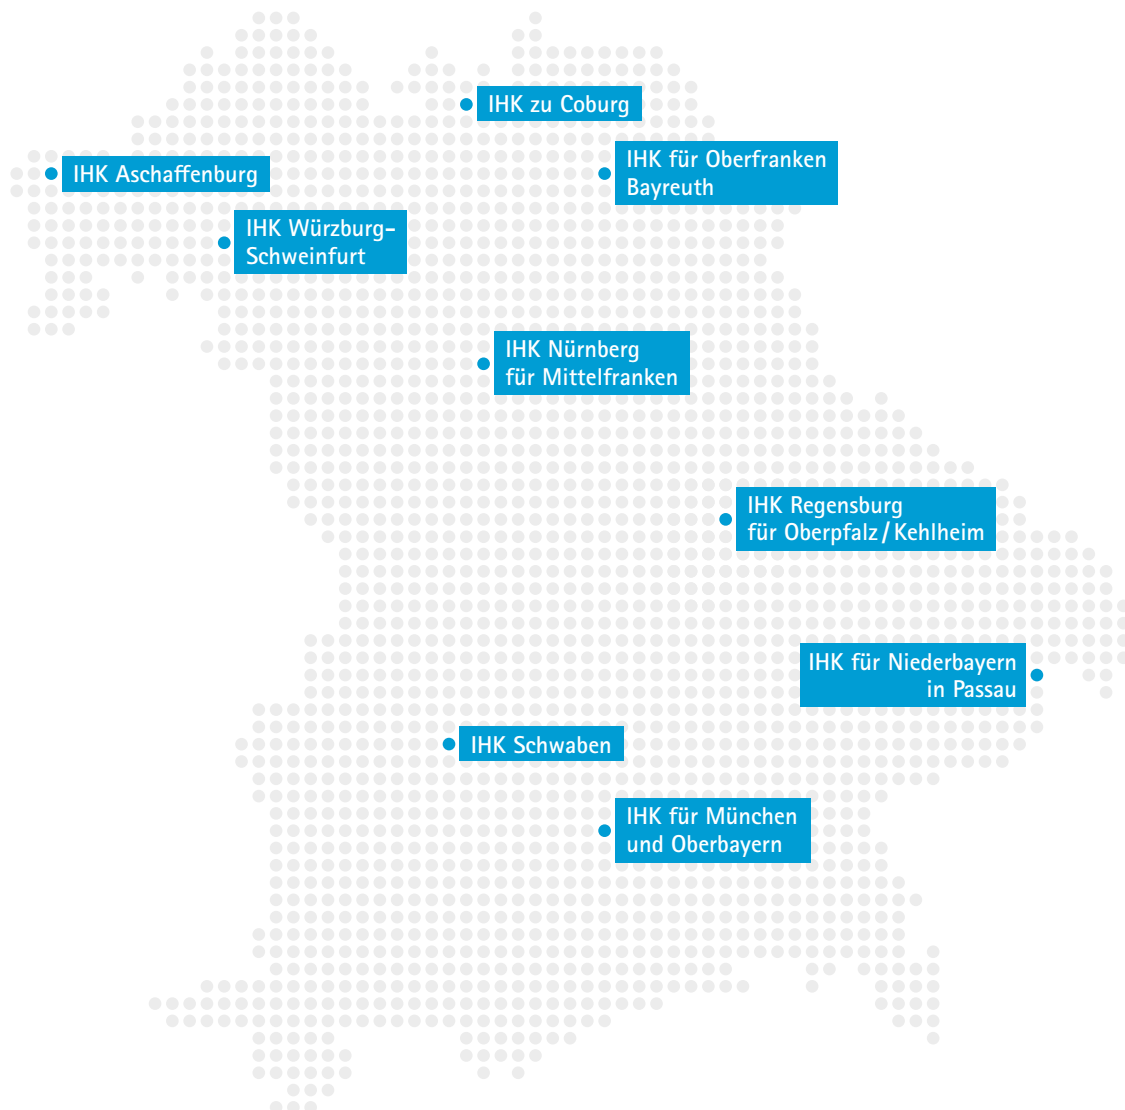 IHK zu Coburg
IHK Aschaffenburg
IHK für Oberfranken
Bayreuth
IHK Würzburg-
Schweinfurt
IHK Nürnberg
für Mittelfranken
IHK Regensburg
für Oberpfalz / Kehlheim
IHK für Niederbayern
in Passau
IHK Schwaben
IHK für München
und Oberbayern